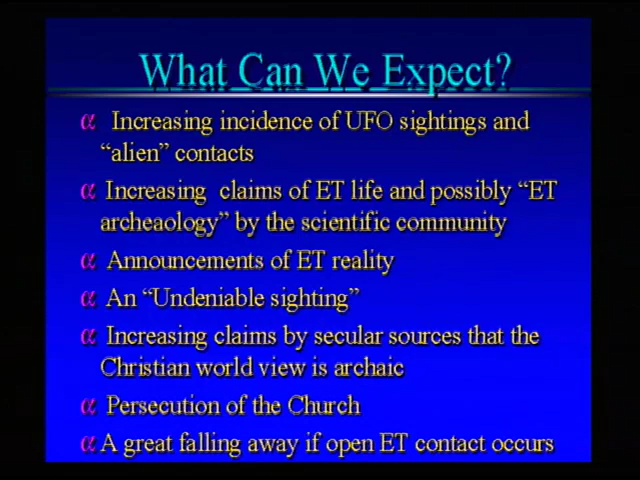 What Can We Expect?
α Increasing incidence of UFO sightings and
“alien” contacts
α Increasing claims of ET life and possibly “ET
archeaology” by the scientific community
α Announcements of ET reality
α An “Undeniable sighting”
α Increasing claims by secular sources that the
Christian world view is archaic
α Persecution of the Church
α A great falling away if open ET contact occurs